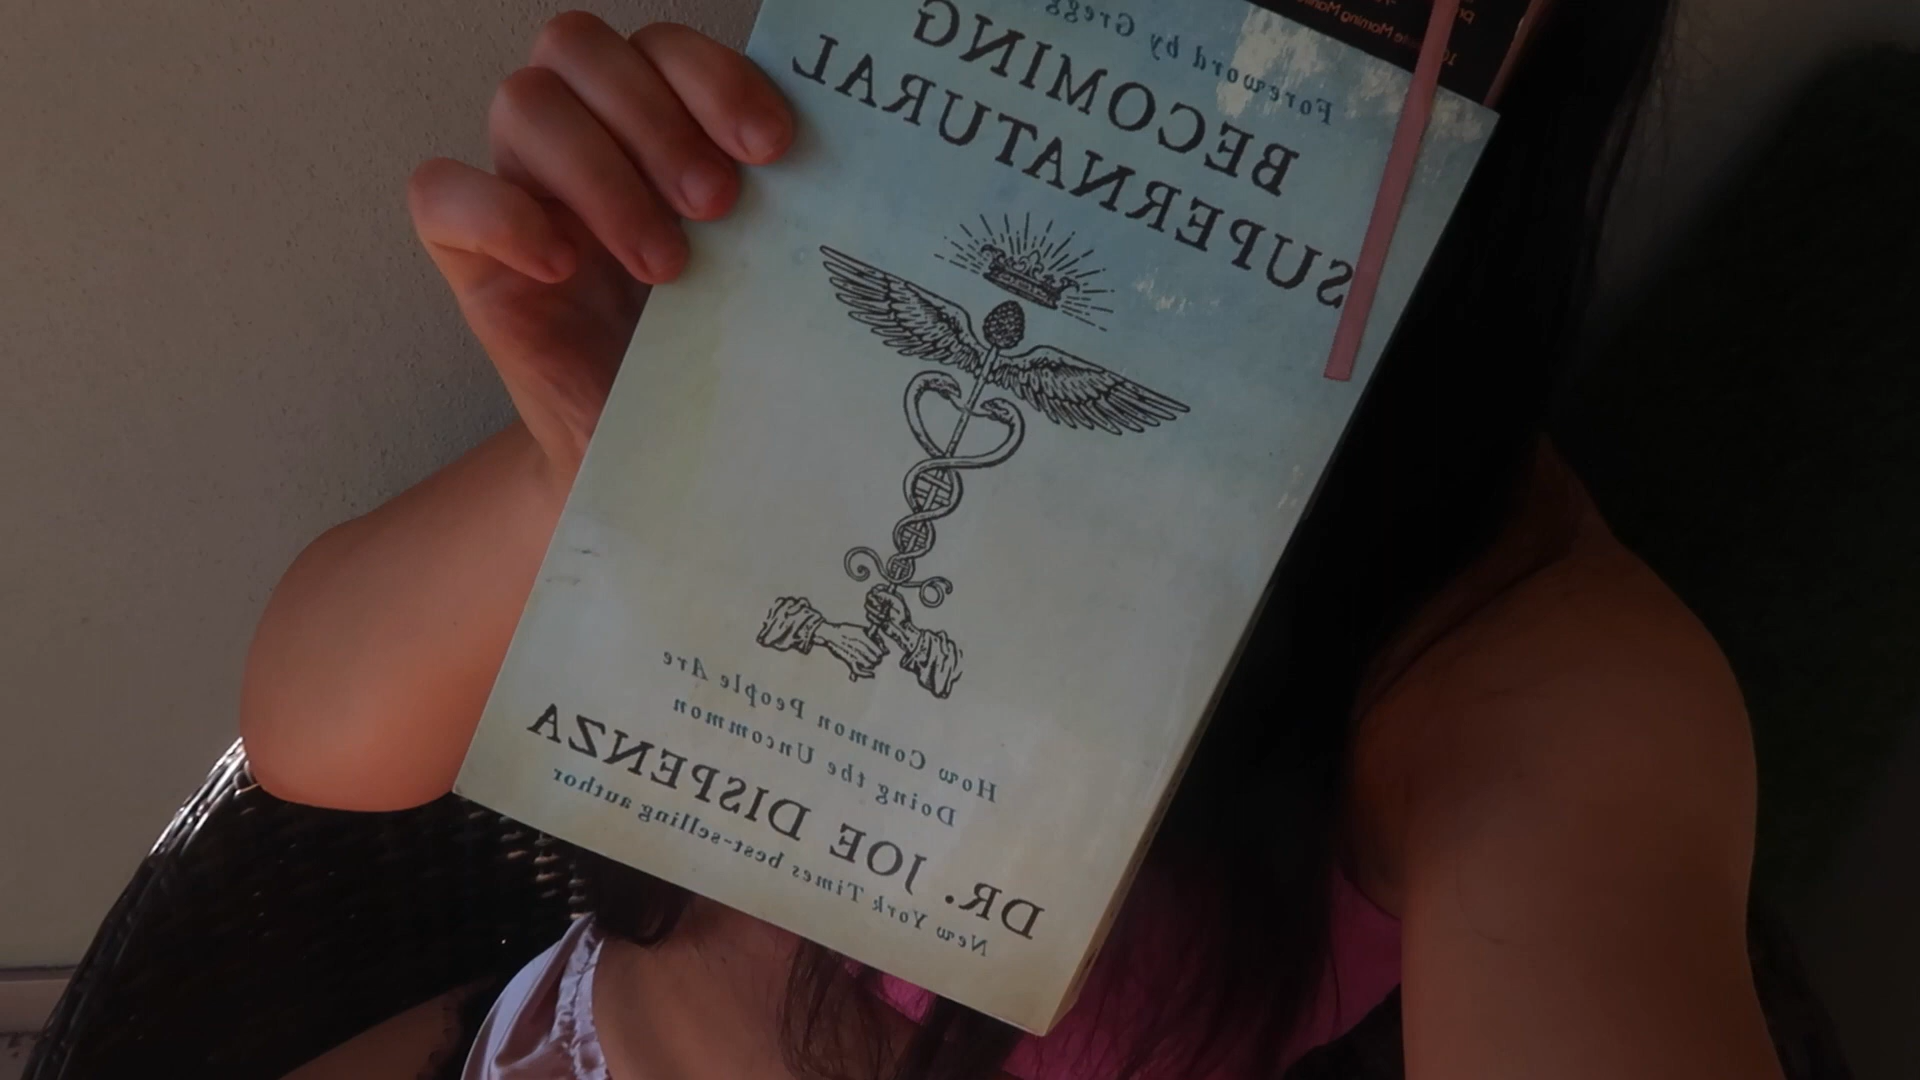 Foreword by Gregg
BECOMING
SUPERNATURAL
How Common People Are
Doing the Uncommon
DR. JOE DISPENZA
New York Times best-selling author
Morning